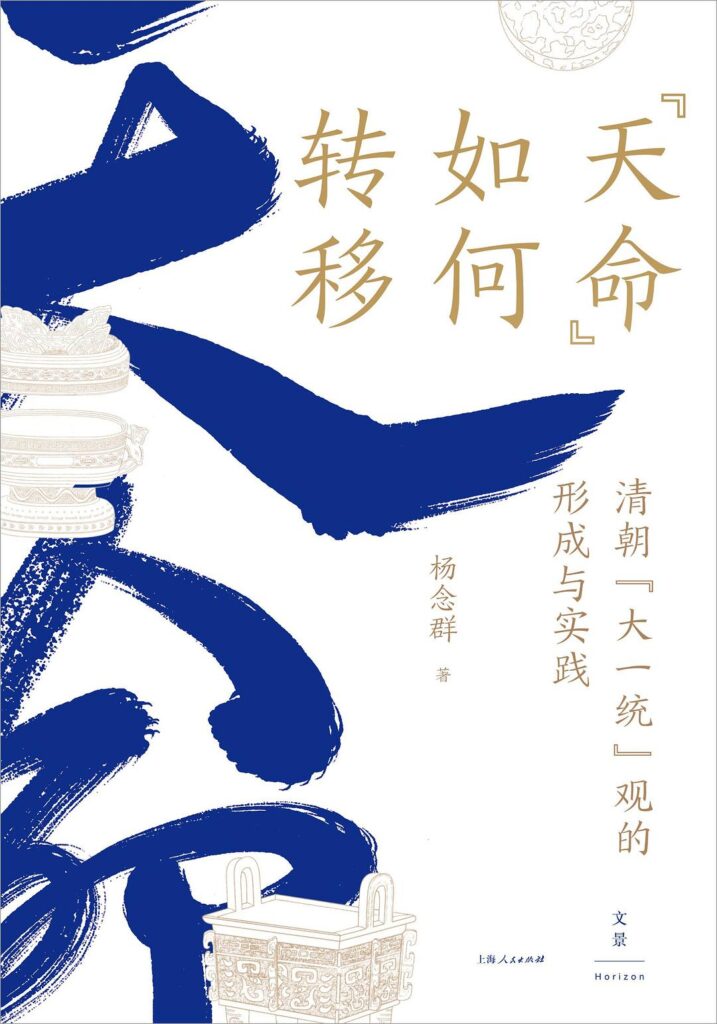 『天命』
如何
转移
清朝『大一统』观的
形成与实践
杨念群 著
上海人民出版社
文景
Horizon